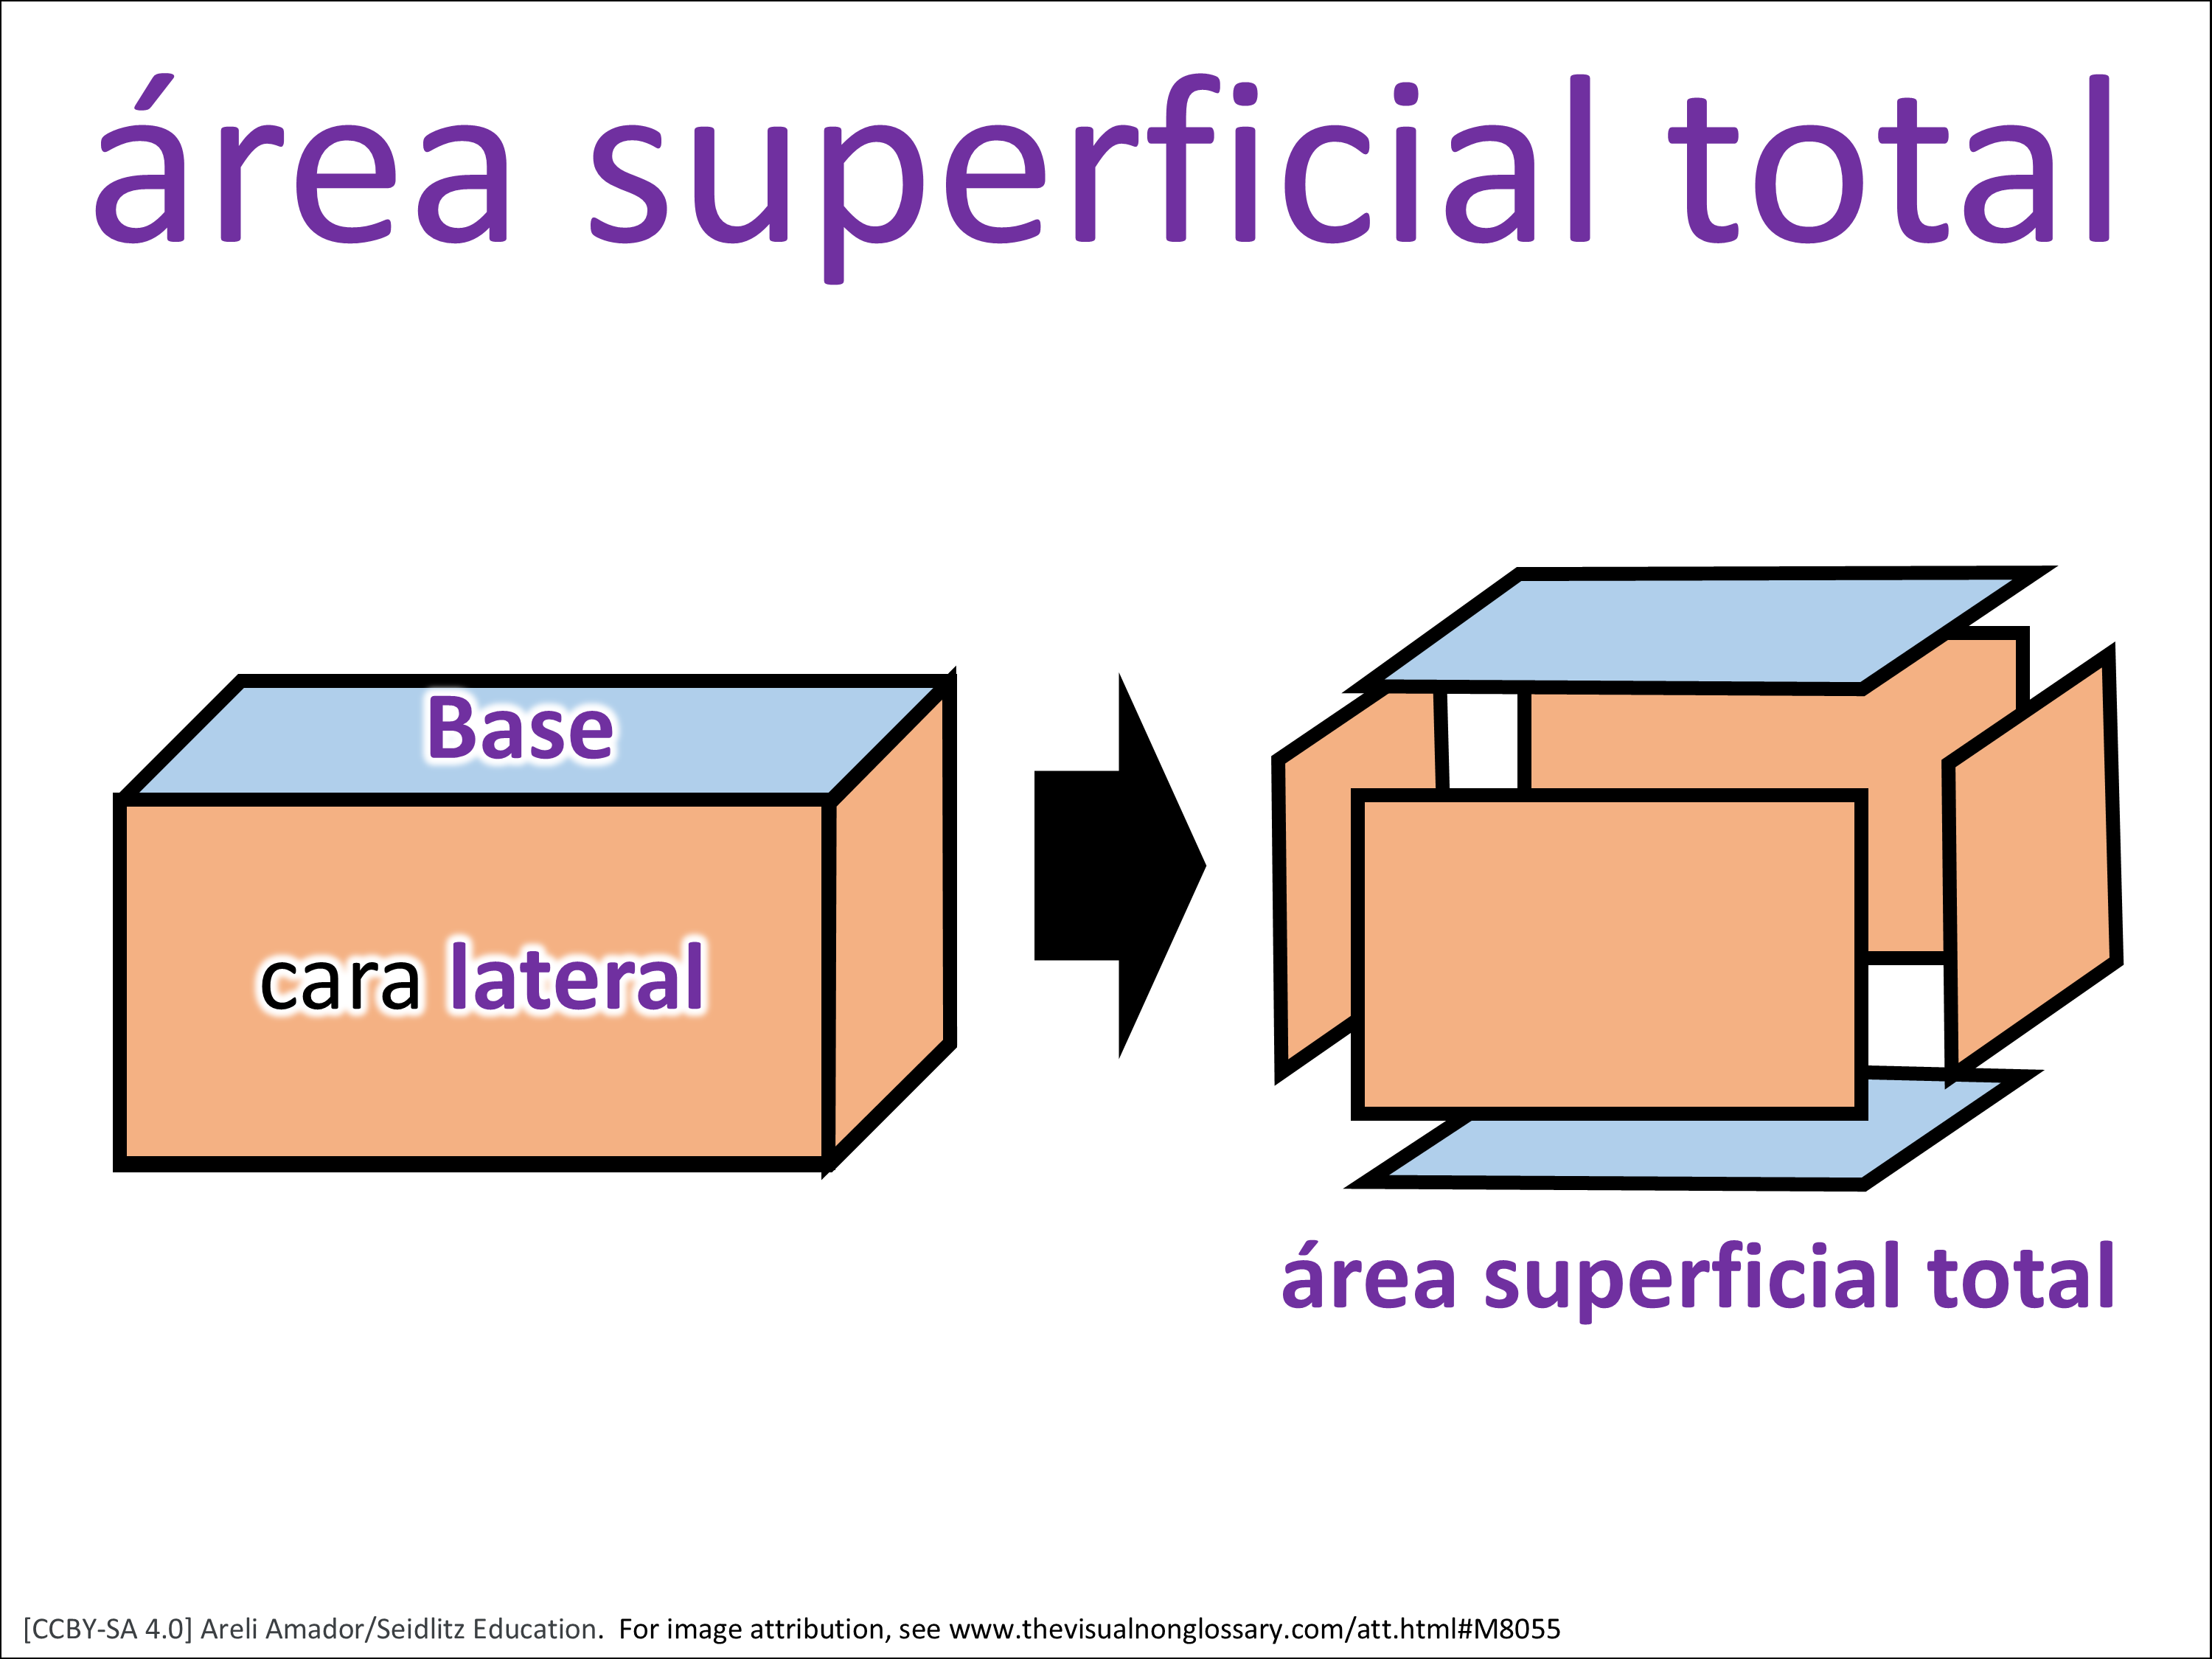 área superficial total
Base
cara lateral
área superficial total
[CCBY-SA 4.0] Areli Amador/Seidlitz Education.  For image attribution, see www.thevisualnonglossary.com/att.html#M8055